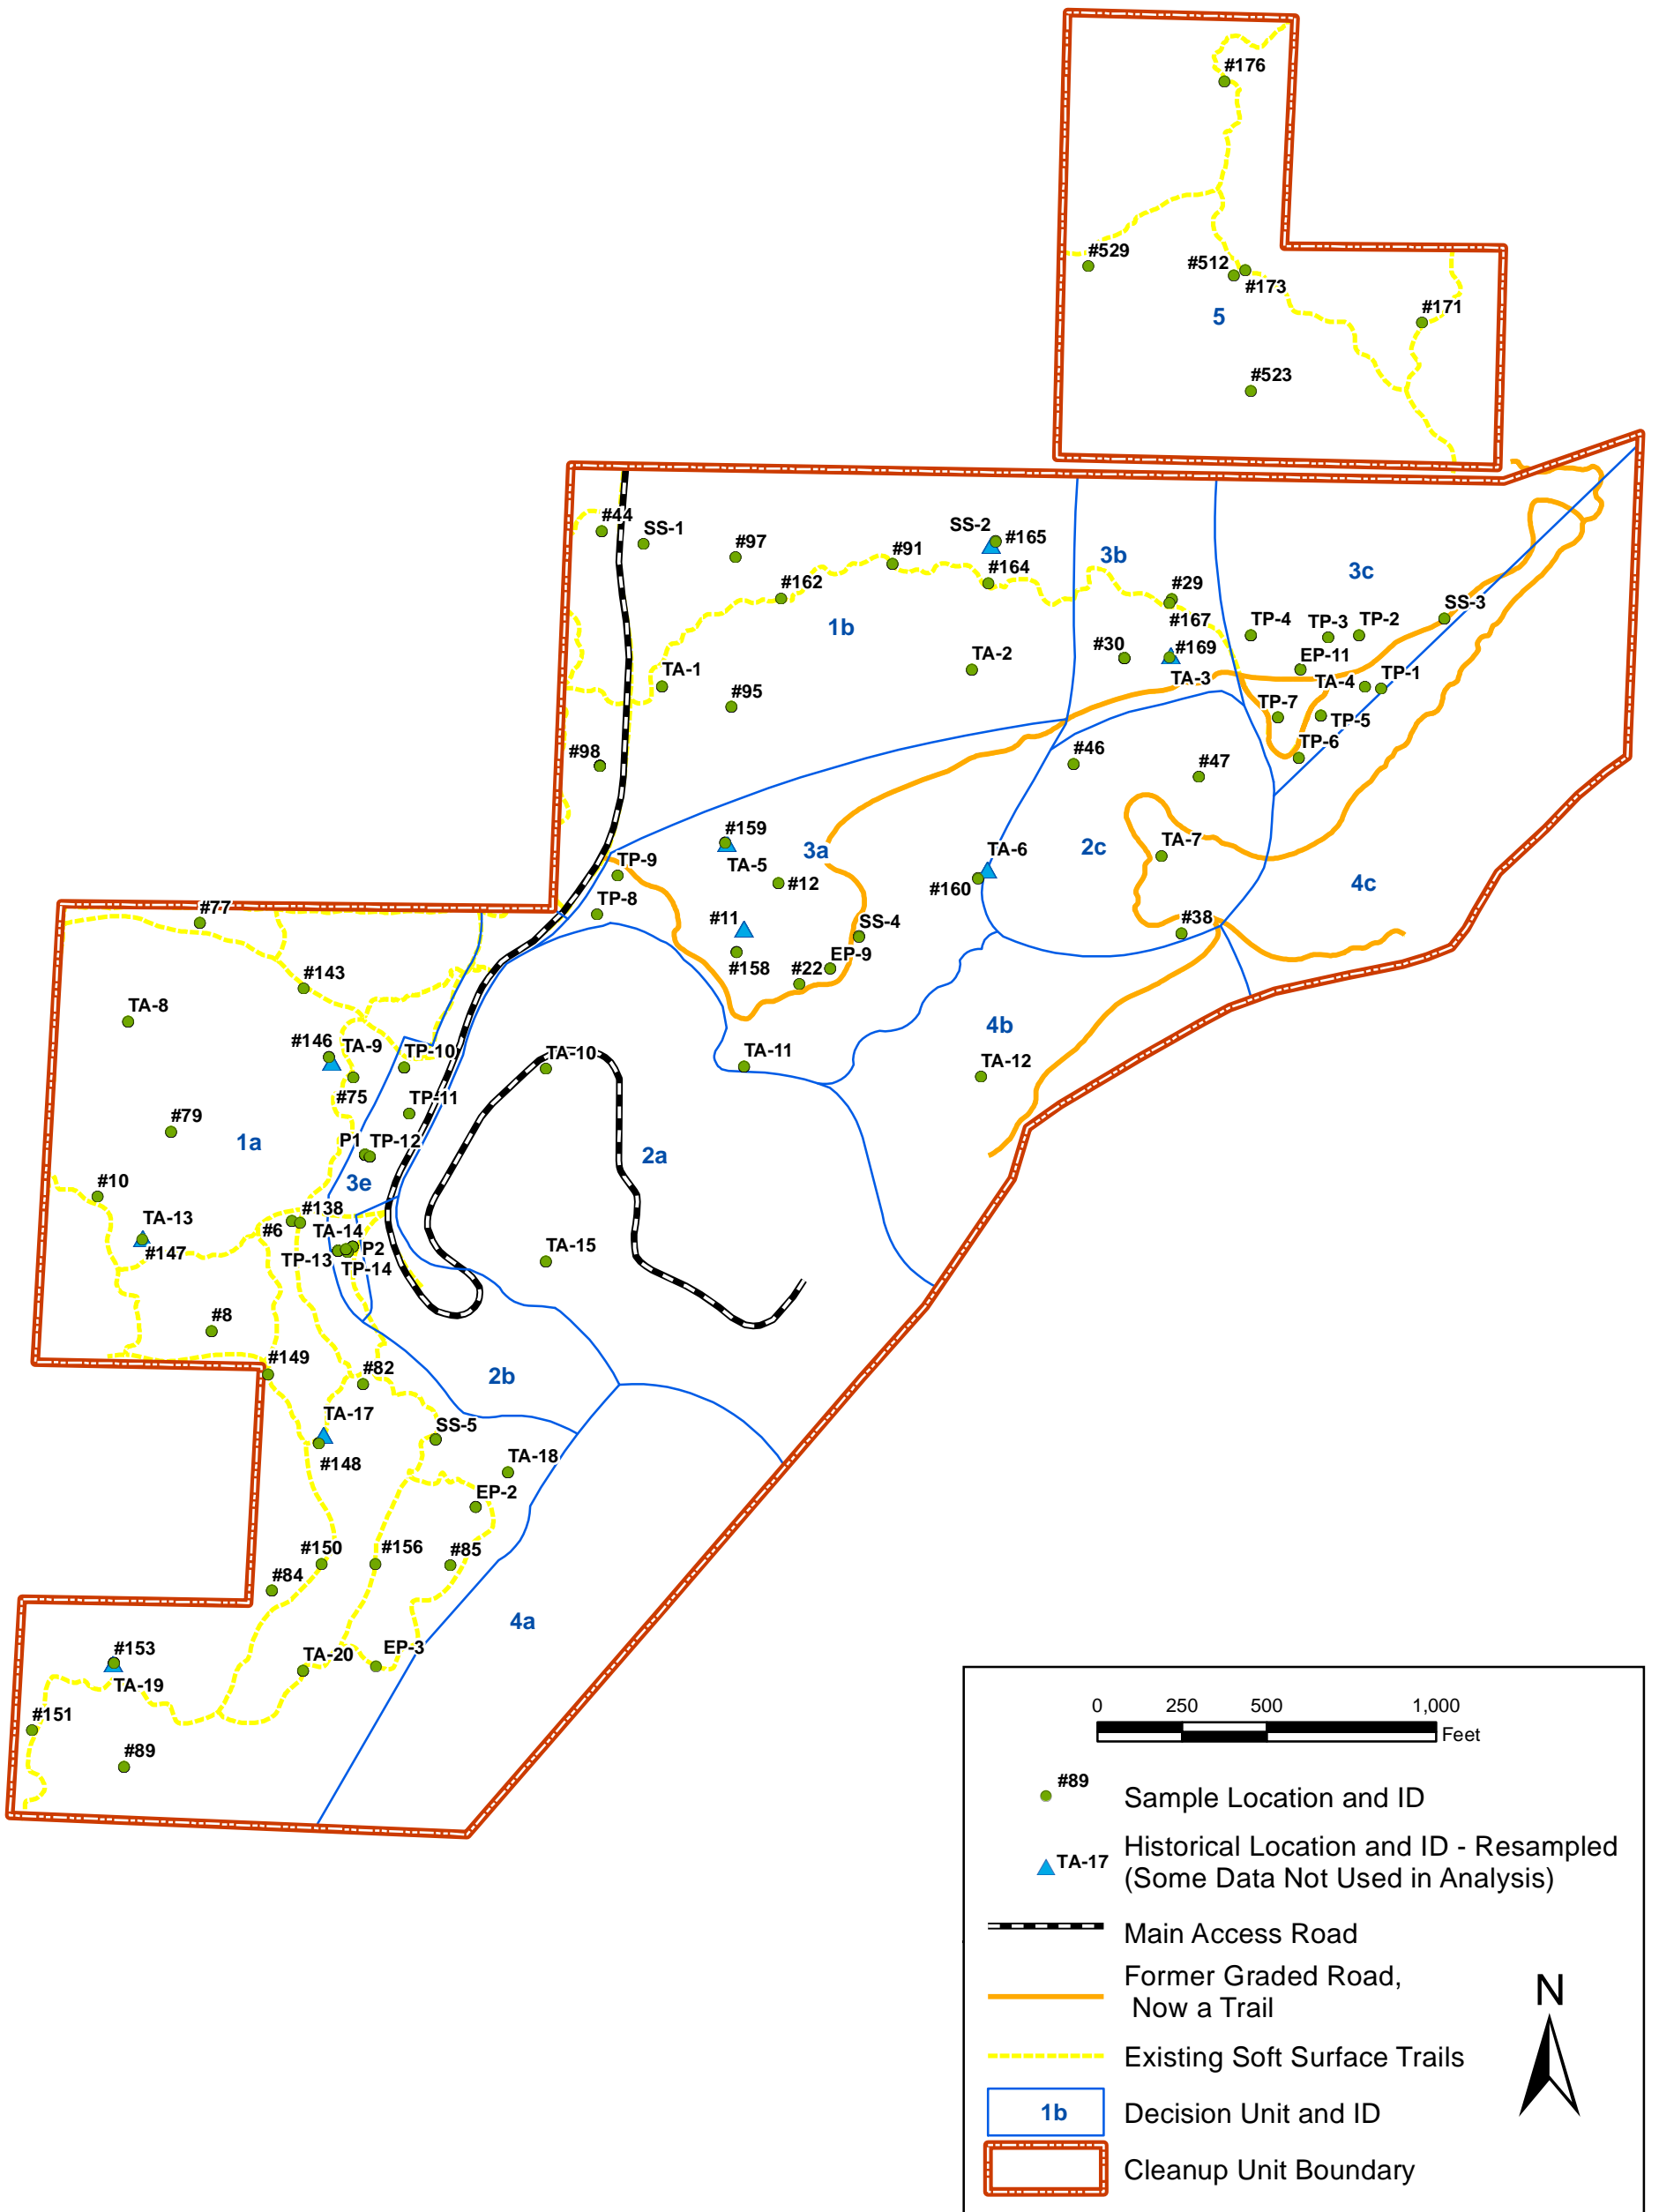 #176
#529
#512
#173
#171
5
#523
#44
SS-1
#97
SS-2
#165
#91
#164
#162
3b
3c
#29
#167
SS-3
1b
TP-4
TP-3
TP-2
#30
#169
EP-11
TA-1
TA-2
TA-3
TA-4
TP-1
#95
TP-7
TP-5
#98
#46
#47
TP-6
#159
TA-5
3a
TA-6
2c
TA-7
TP-9
#12
#160
4c
TP-8
#11
SS-4
#38
#77
#158
EP-9
#22
#143
TA-8
4b
#146
TA-9
TP-10
TA-10
TA-11
TA-12
#75
TP-11
#79
1a
P1
TP-12
2a
3e
#10
TA-13
#6
#138
TA-14
#147
P2
TP-13
TP-14
TA-15
#8
#149
#82
2b
TA-17
SS-5
#148
TA-18
EP-2
#150
#156
#85
#84
4a
#153
TA-20
EP-3
TA-19
#151
#89
0 250 500 1,000
Feet
#89
Sample Location and ID
TA-17
Historical Location and ID - Resampled
(Some Data Not Used in Analysis)
Main Access Road
Former Graded Road,
Now a Trail
N
Existing Soft Surface Trails
1b
Decision Unit and ID
Cleanup Unit Boundary